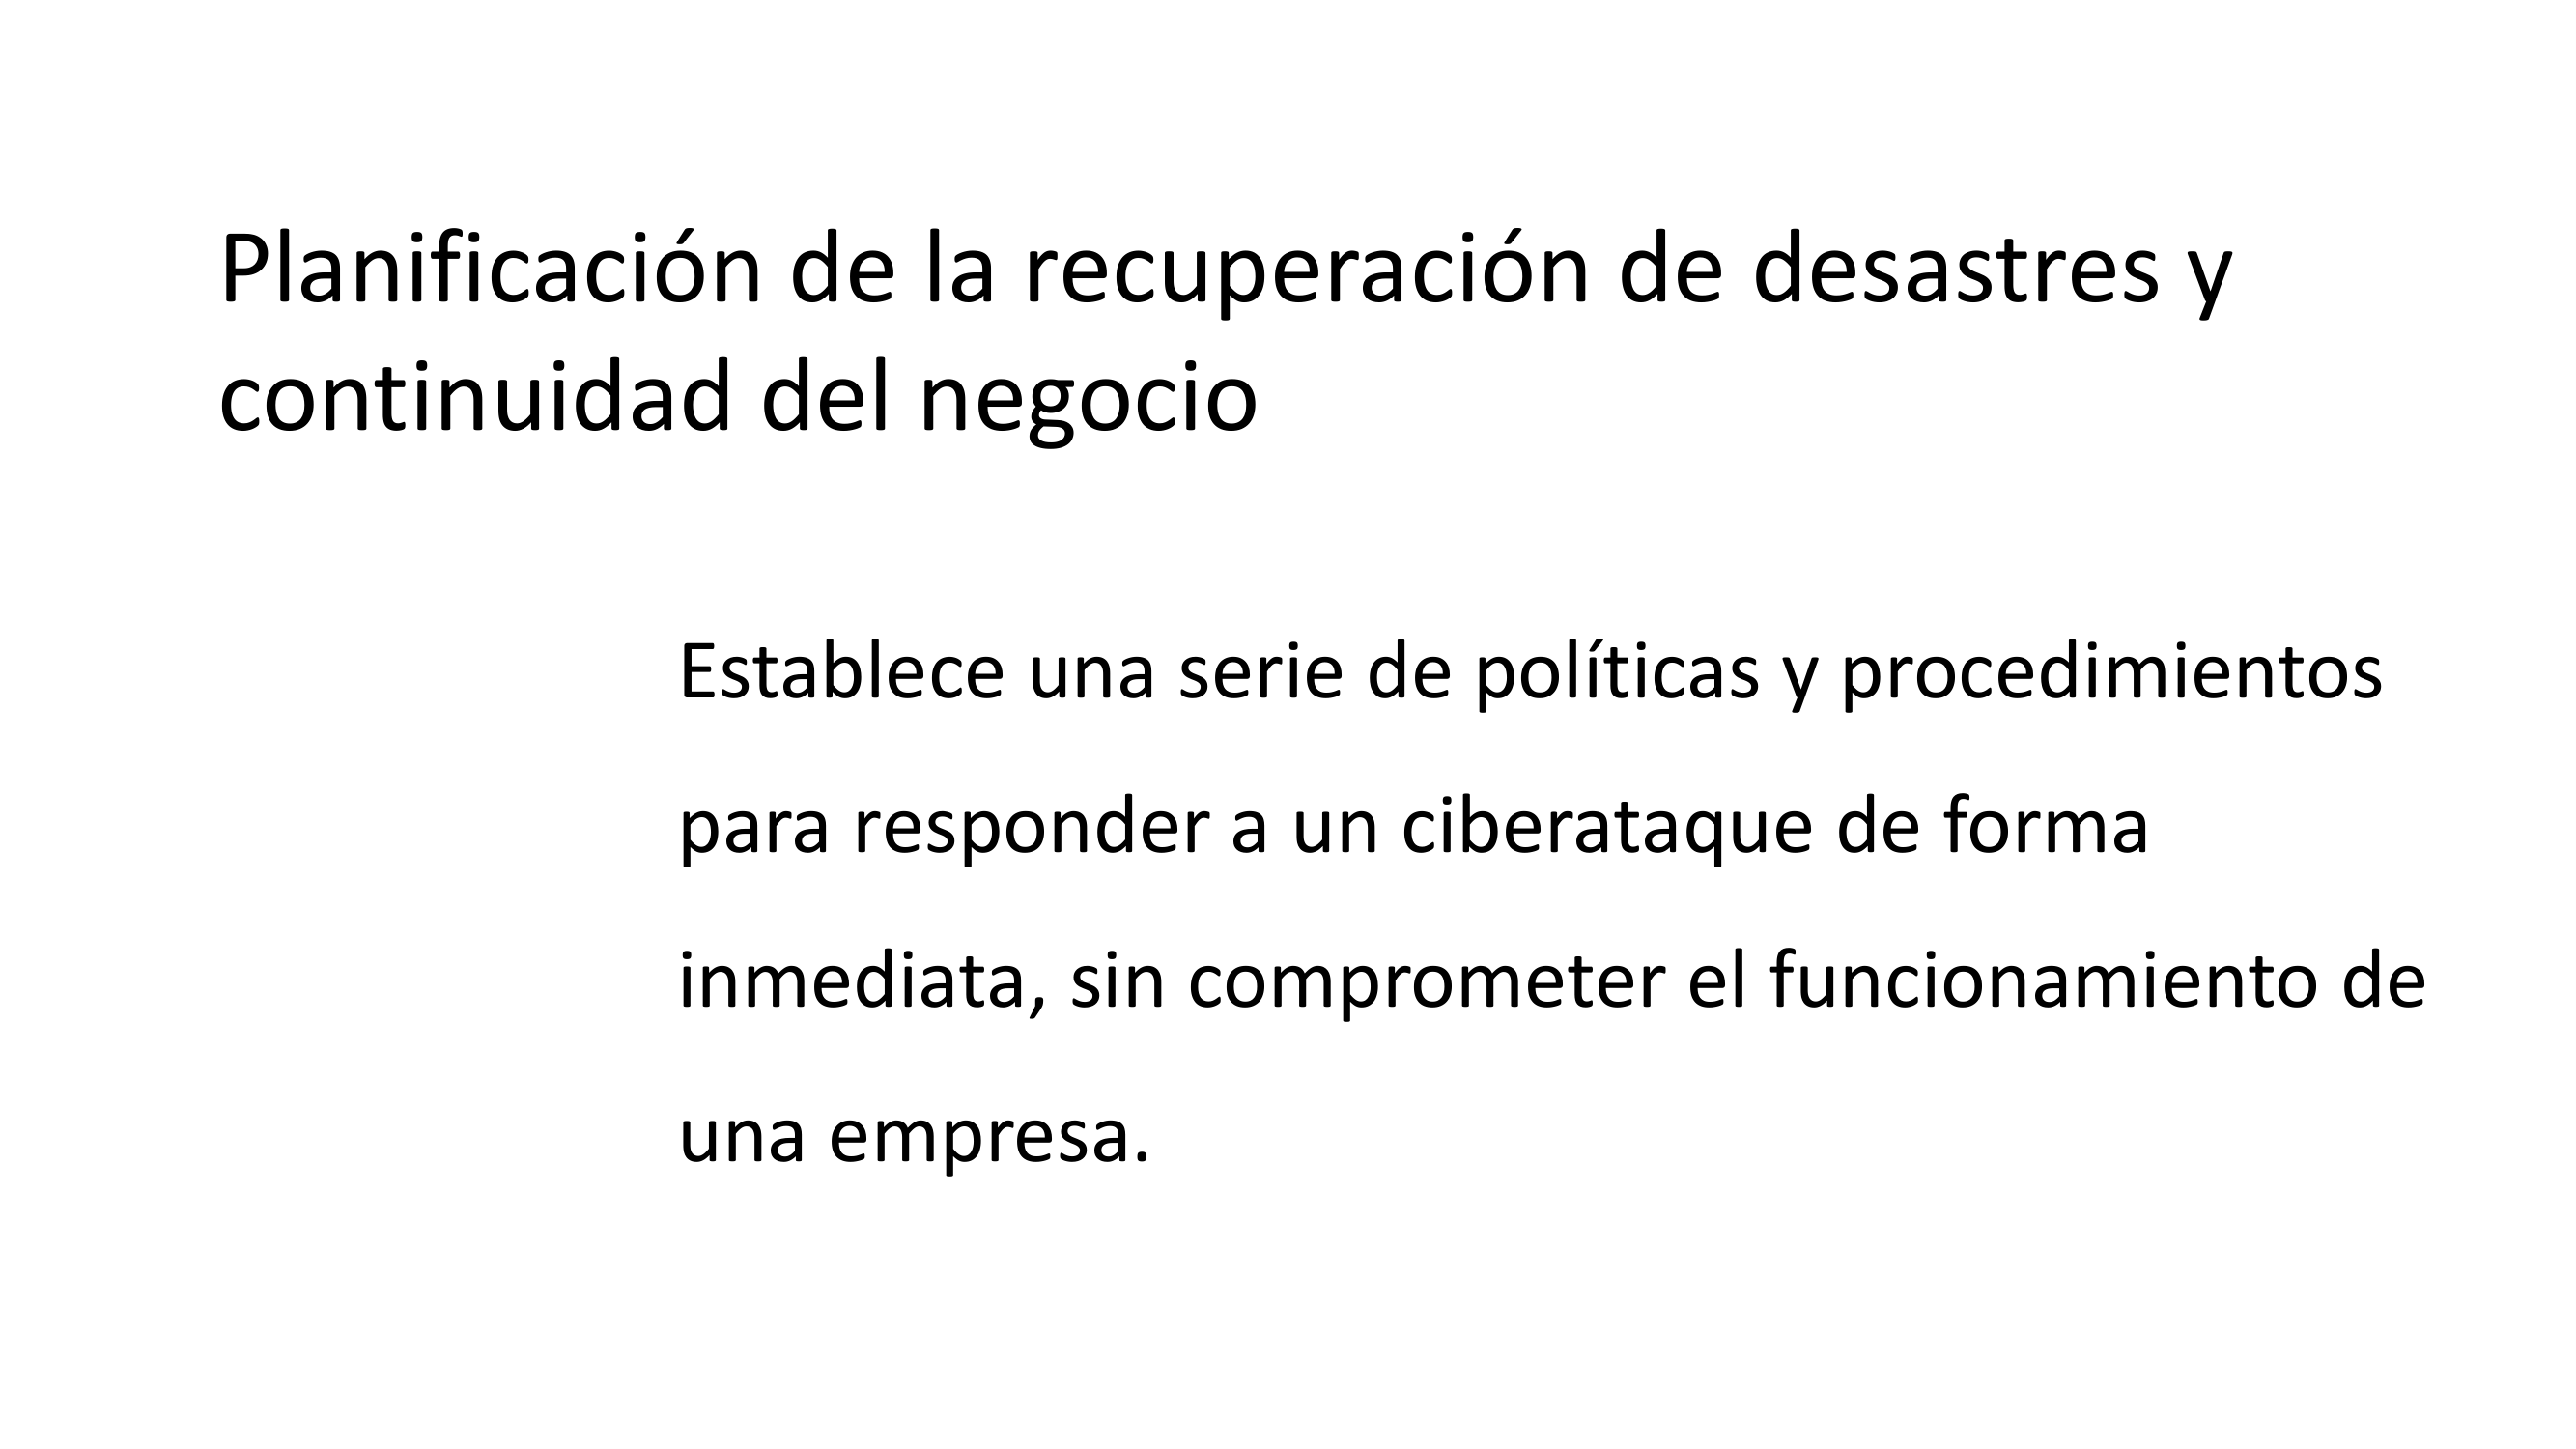 Planificación de la recuperación de desastres y
continuidad del negocio
Establece una serie de políticas y procedimientos
para responder a un ciberataque de forma
inmediata, sin comprometer el funcionamiento de
una empresa.